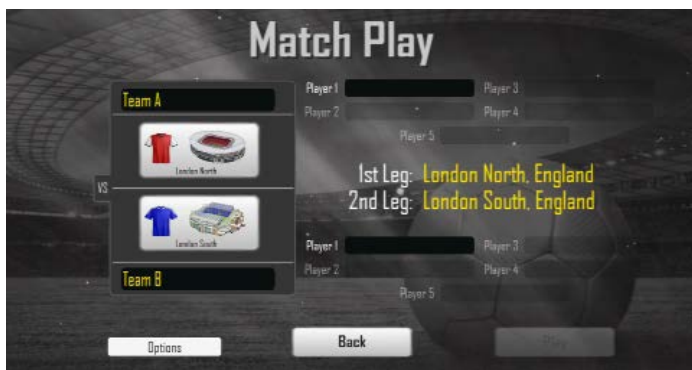 Match Play
Team A
Player 1
Player 3
Player 2
Player 4
Player 5
London North
VS
1st Leg: London North, England
2nd Leg: London South, England
London South
Team B
Player 1
Player 3
Player 2
Player 4
Player 5
Options
Back
Play